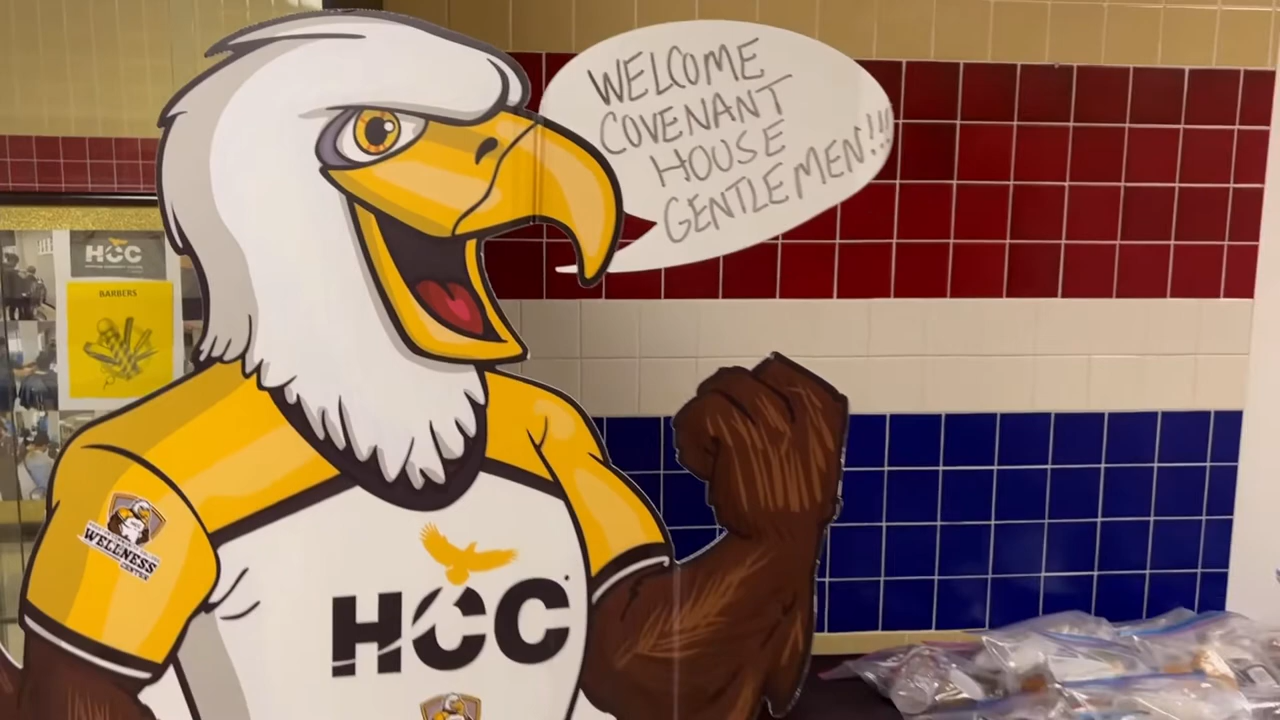 WELCOME
COVENANT
HOUSE
GENTLEMEN!!!
HCC
BARBERS
WELLNESS
CENTER
HCC